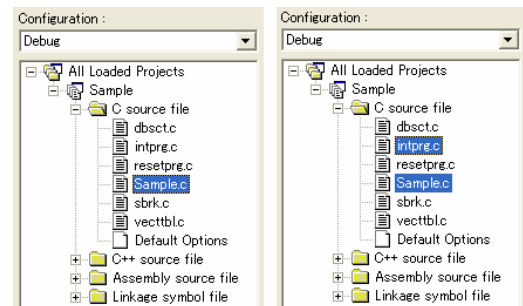 Configuration :
Debug
All Loaded Projects
Sample
C source file
dbsct.c
intprg.c
resetprg.c
Sample.c
sbrk.c
vecttbl.c
Default Options
C++ source file
Assembly source file
Linkage symbol file
Configuration :
Debug
All Loaded Projects
Sample
C source file
dbsct.c
intprg.c
resetprg.c
Sample.c
sbrk.c
vecttbl.c
Default Options
C++ source file
Assembly source file
Linkage symbol file